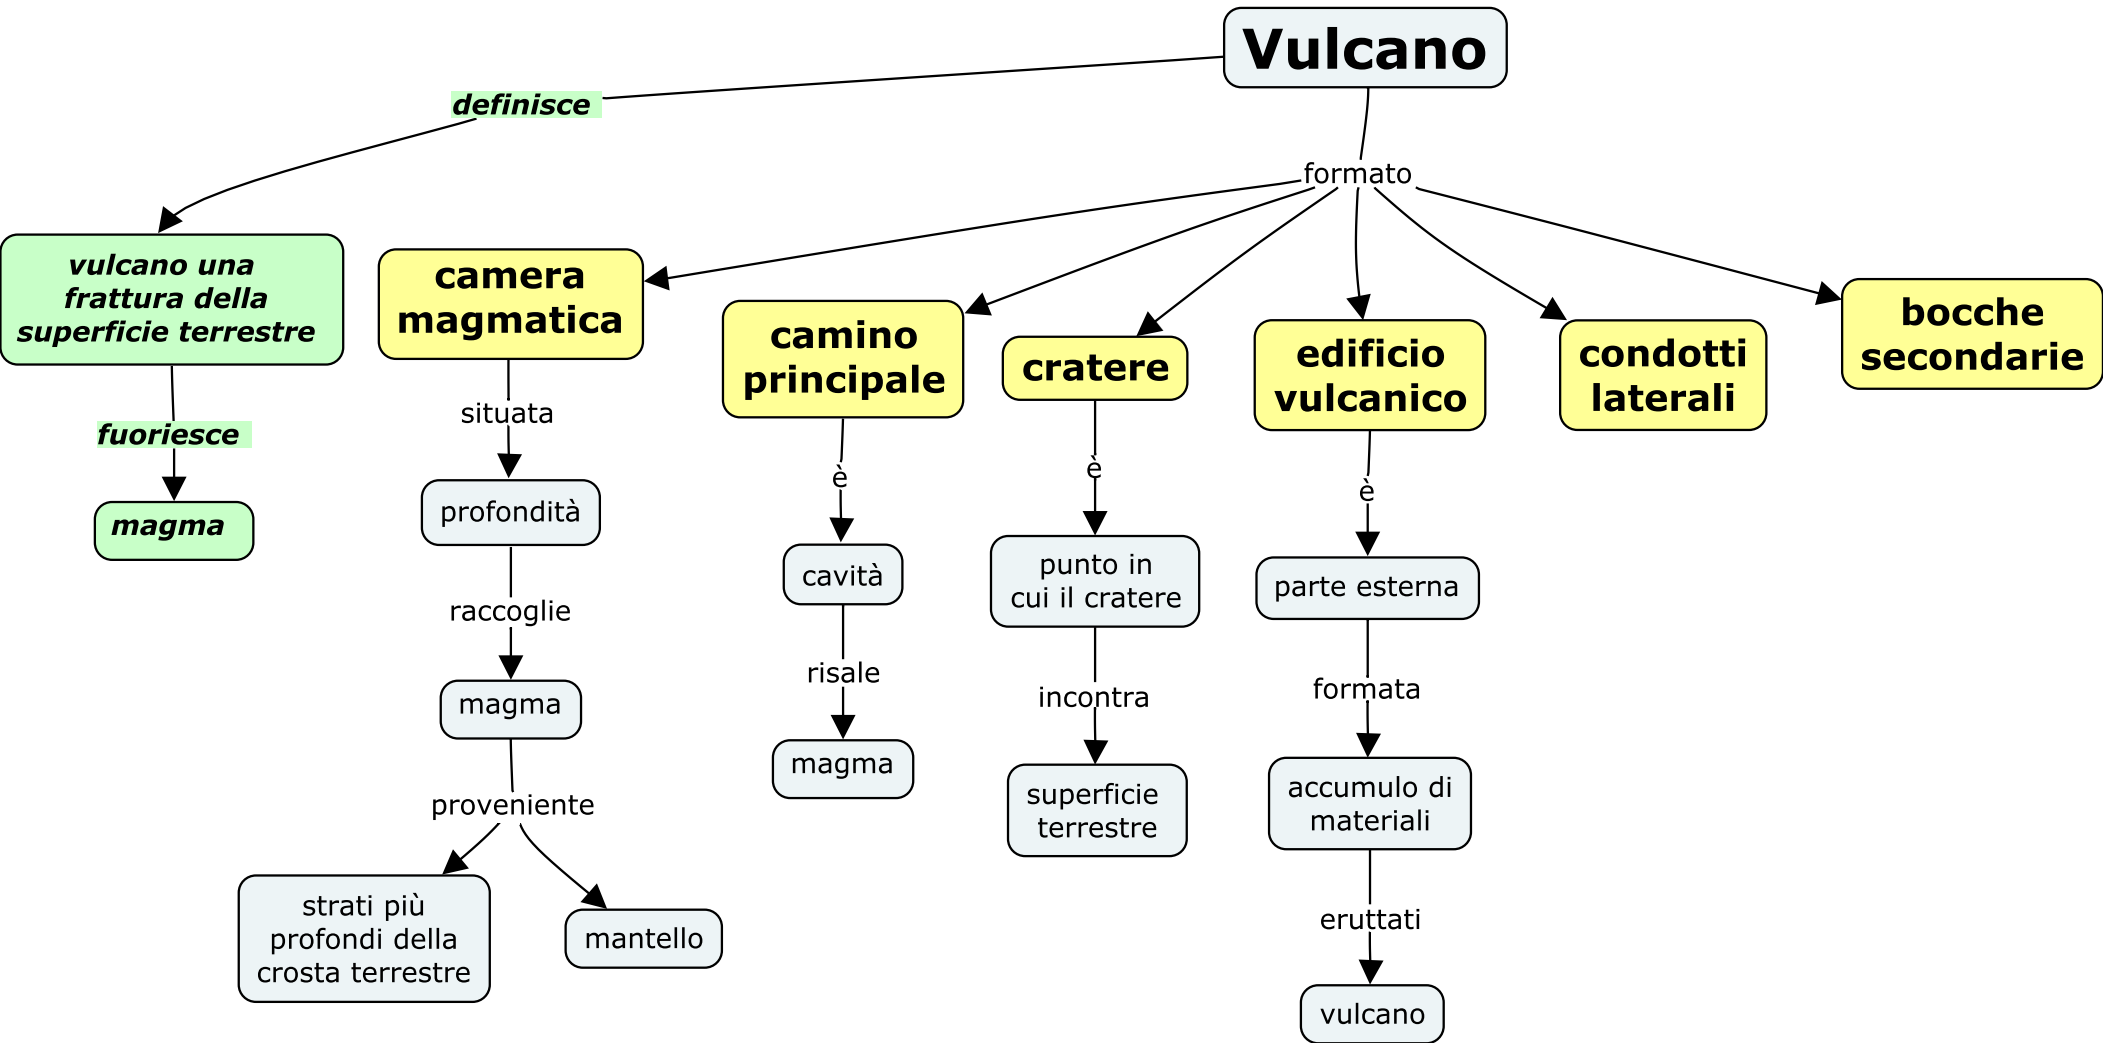 Vulcano
definisce
formato
vulcano una
frattura della
superficie terrestre
fuoriesce
magma
camera
magmatica
situata
profondità
raccoglie
magma
proveniente
strati più
profondi della
crosta terrestre
mantello
camino
principale
è
cavità
risale
magma
cratere
è
punto in
cui il cratere
incontra
superficie
terrestre
edificio
vulcanico
è
parte esterna
formata
accumulo di
materiali
eruttati
vulcano
condotti
laterali
bocche
secondarie